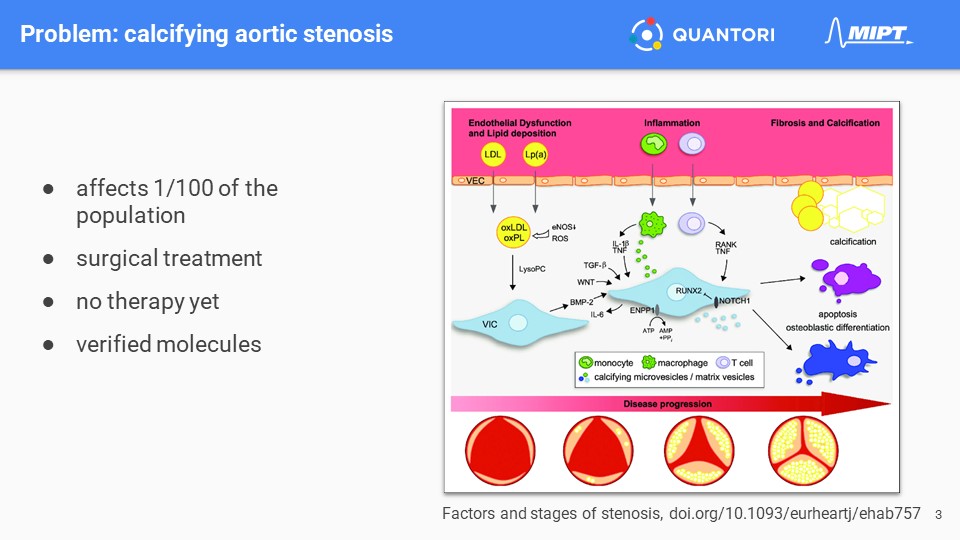 Problem: calcifying aortic stenosis
QUANTORI
MIPT
● affects 1/100 of the
population
● surgical treatment
● no therapy yet
● verified molecules
Endothelial Dysfunction
and Lipid deposition
Inflammation
Fibrosis and Calcification
LDL
Lp(a)
VEC
oxLDL
oxPL
eNOS↓
ROS
IL-1β
TNF
RANK
TNF
calcification
LysoPC
TGF-β
WNT
BMP-2
IL-6
RUNX2
NOTCH1
ENPP1
ATP AMP
+PPi
VIC
apoptosis
osteoblastic differentiation
monocyte macrophage T cell
calcifying microvesicles / matrix vesicles
Disease progression
Factors and stages of stenosis, doi.org/10.1093/eurheartj/ehab757
3